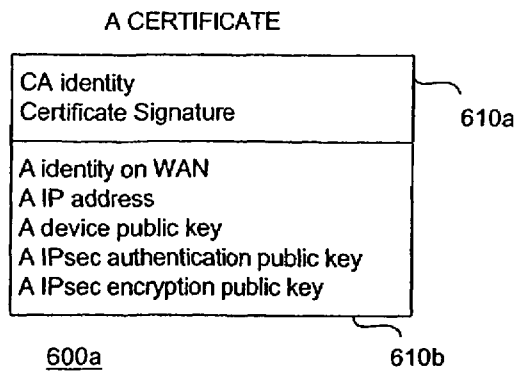 A CERTIFICATE
CA identity
Certificate Signature
610a
A identity on WAN
A IP address
A device public key
A IPsec authentication public key
A IPsec encryption public key
600a
610b